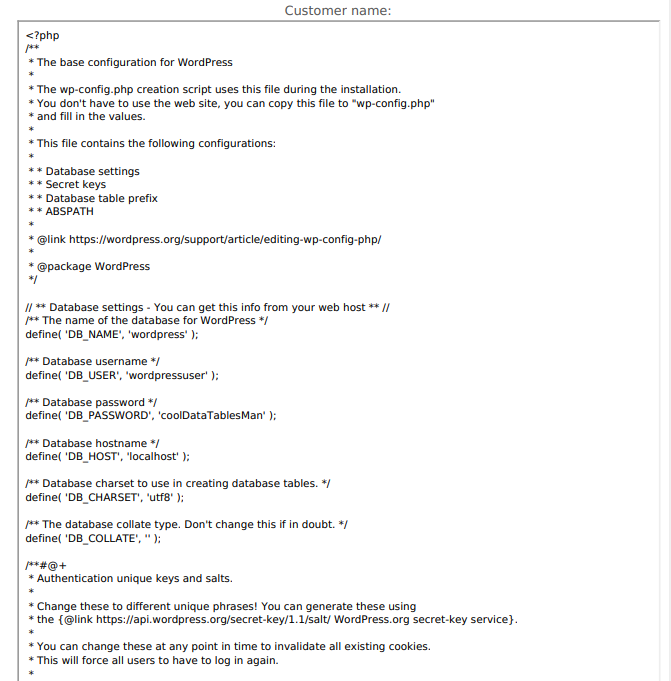 Customer name:
<?php
/**
 * The base configuration for WordPress
 *
 * The wp-config.php creation script uses this file during the installation.
 * You don't have to use the web site, you can copy this file to "wp-config.php"
 * and fill in the values.
 *
 * This file contains the following configurations:
 *
 * * Database settings
 * * Secret keys
 * * Database table prefix
 * * ABSPATH
 *
 * @link https://wordpress.org/support/article/editing-wp-config-php/
 *
 * @package WordPress
 */

// ** Database settings - You can get this info from your web host ** //
/** The name of the database for WordPress */
define( 'DB_NAME', 'wordpress' );

/** Database username */
define( 'DB_USER', 'wordpressuser' );

/** Database password */
define( 'DB_PASSWORD', 'coolDataTablesMan' );

/** Database hostname */
define( 'DB_HOST', 'localhost' );

/** Database charset to use in creating database tables. */
define( 'DB_CHARSET', 'utf8' );

/** The database collate type. Don't change this if in doubt. */
define( 'DB_COLLATE', '' );

/**#@+
 * Authentication unique keys and salts.
 *
 * Change these to different unique phrases! You can generate these using
 * the {@link https://api.wordpress.org/secret-key/1.1/salt/ WordPress.org secret-key service}.
 *
 * You can change these at any point in time to invalidate all existing cookies.
 * This will force all users to have to log in again.
 *